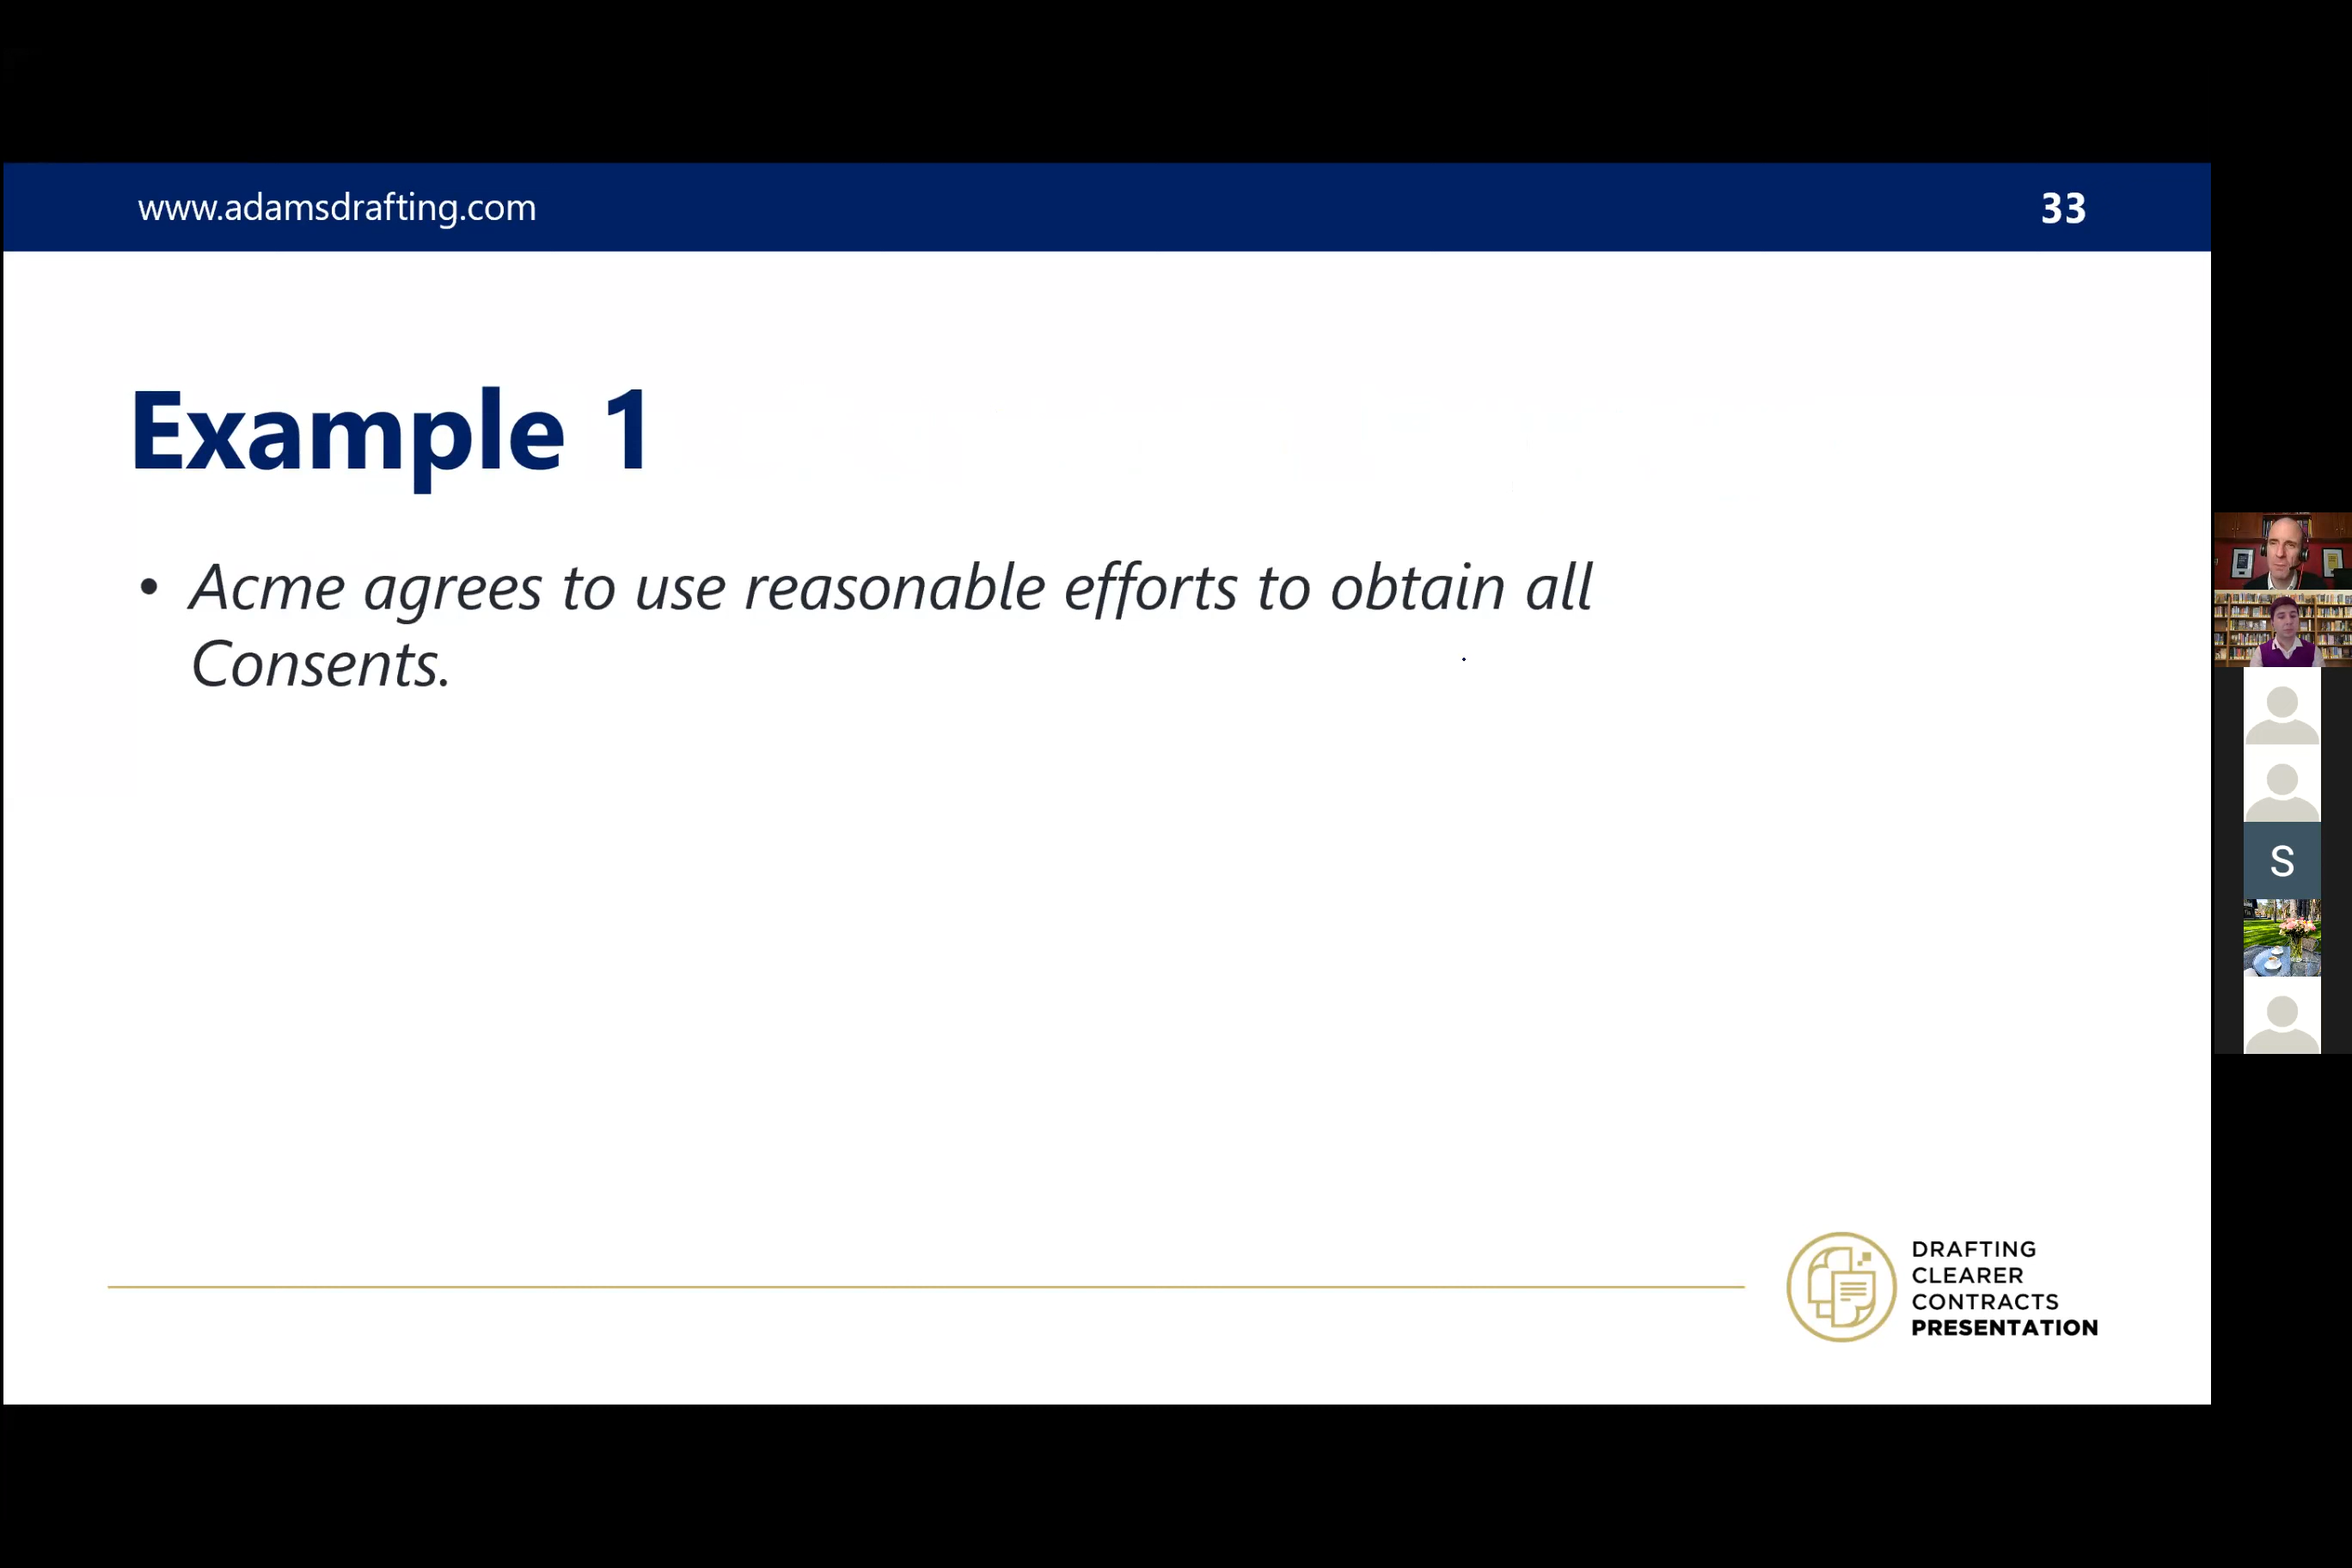 www.adamsdrafting.com
33
Example 1
• Acme agrees to use reasonable efforts to obtain all
Consents.
S
DRAFTING
CLEARER
CONTRACTS
PRESENTATION